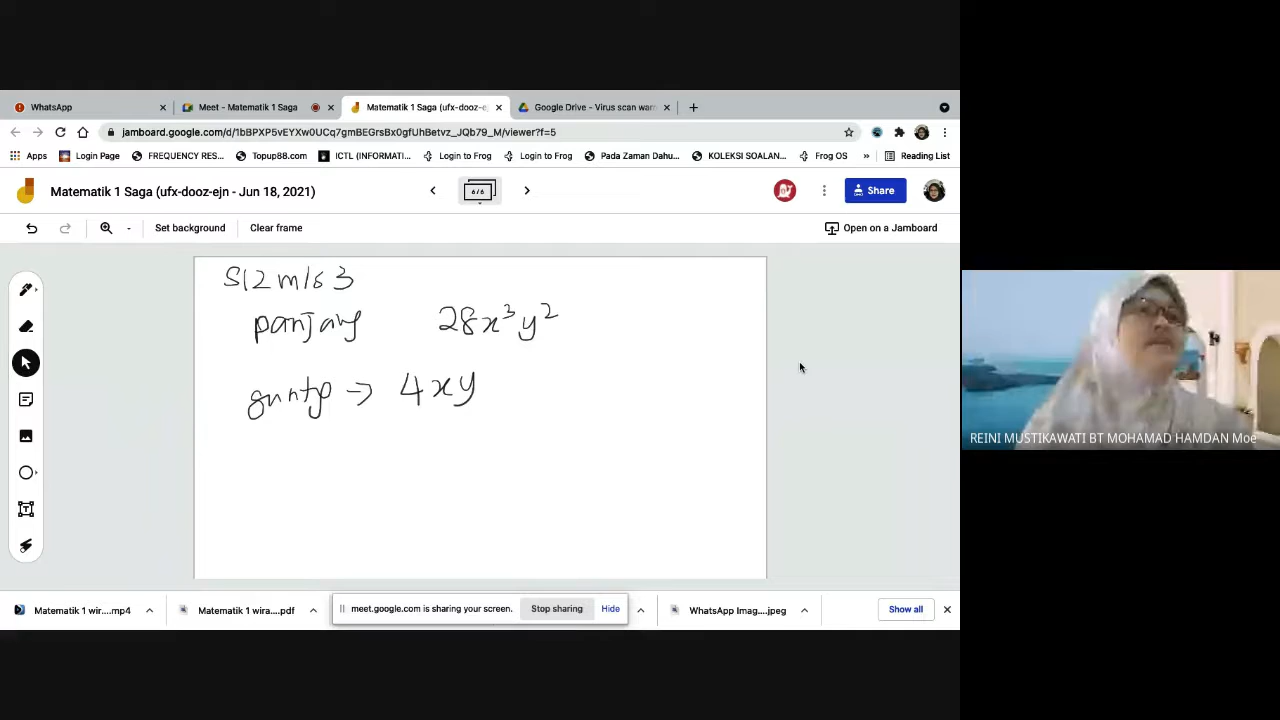 WhatsApp
Meet - Matematik 1 Saga
Matematik 1 Saga (ufx-dooz-ej
Google Drive - Virus scan warn
jamboard.google.com/d/1bBPXP5vEYXw0UCq7gmBEGrsBx0gfUhBetvz_JQb79_M/viewer?f=5
Apps Login Page FREQUENCY RES... Topup88.com ICTL (INFORMATI... Login to Frog Login to Frog Pada Zaman Dahu... KOLEKSI SOALAN... Frog OS » Reading List
Matematik 1 Saga (ufx-dooz-ejn - Jun 18, 2021)
6/6
Share
Set background Clear frame
Open on a Jamboard
S12 m/s 3
panjang 28x³y²
→ 4xy
REINI MUSTIKAWATI BT MOHAMAD HAMDAN Moe
Matematik 1 wir....mp4
Matematik 1 wira....pdf
meet.google.com is sharing your screen. Stop sharing Hide
WhatsApp Imag....jpeg
Show all